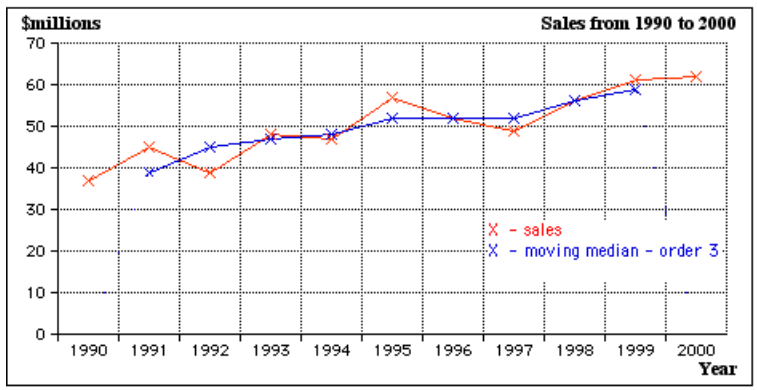 $millions
Sales from 1990 to 2000
70
60
50
40
30
20
10
0
X - sales
X - moving median - order 3
1990 1991 1992 1993 1994 1995 1996 1997 1998 1999 2000
Year